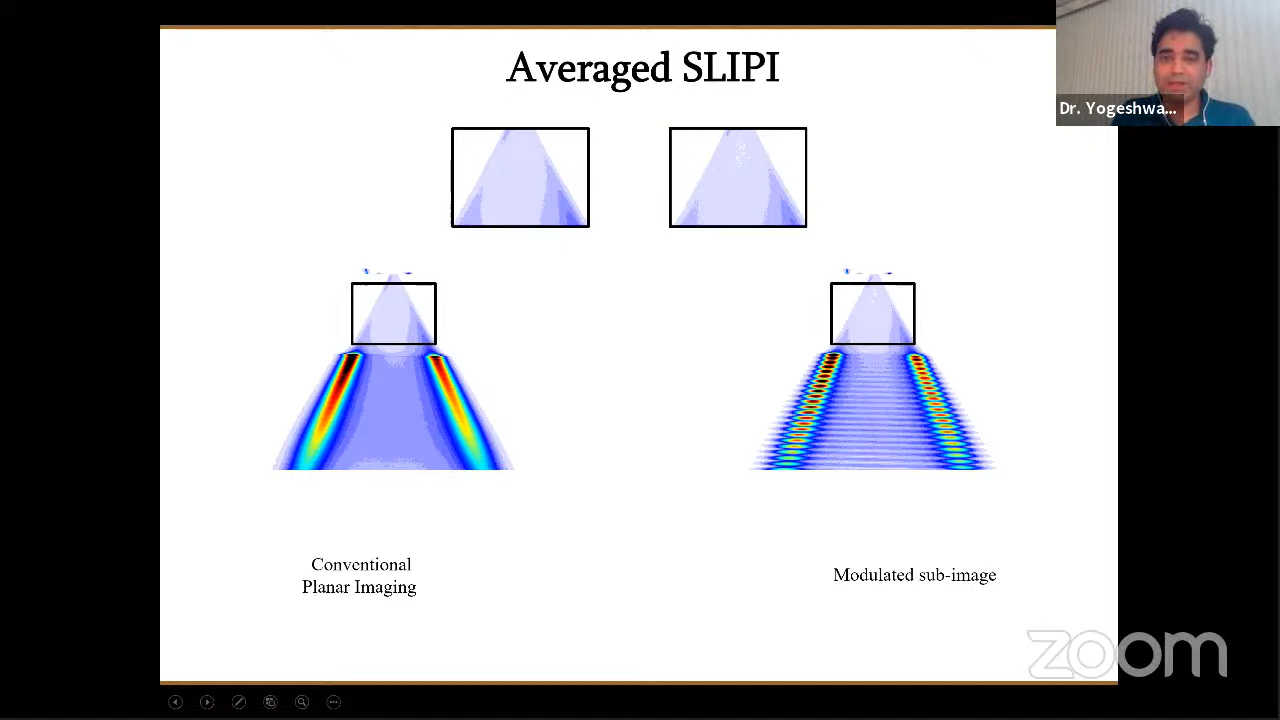 Averaged SLIPI
Dr. Yogeshwa...
Conventional
Planar Imaging
Modulated sub-image
zoom